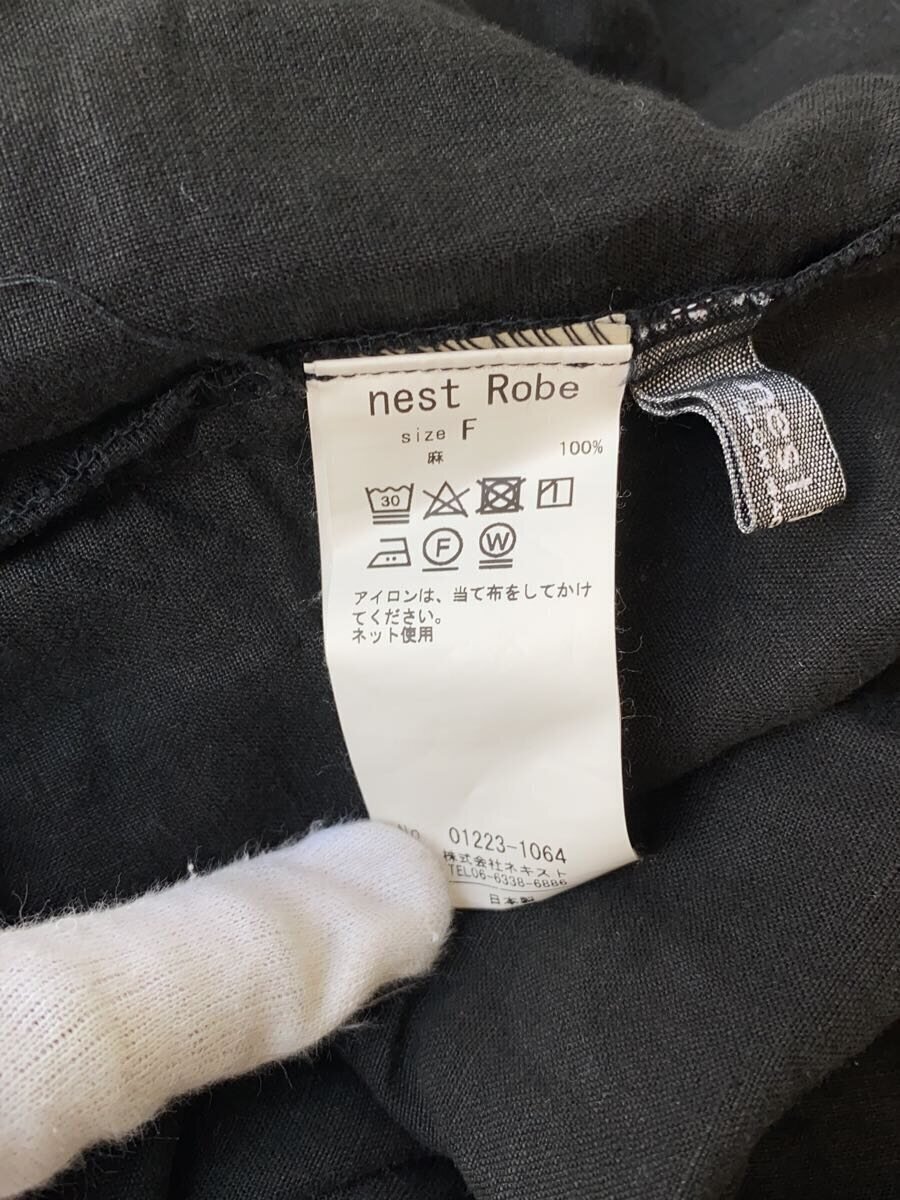 nest Robe
size F
麻 100%
30
F W
アイロンは、当て布をしてかけ
てください。
ネット使用
No. 01223-1064
株式会社ネキスト
TEL06-6338-6886
日本製